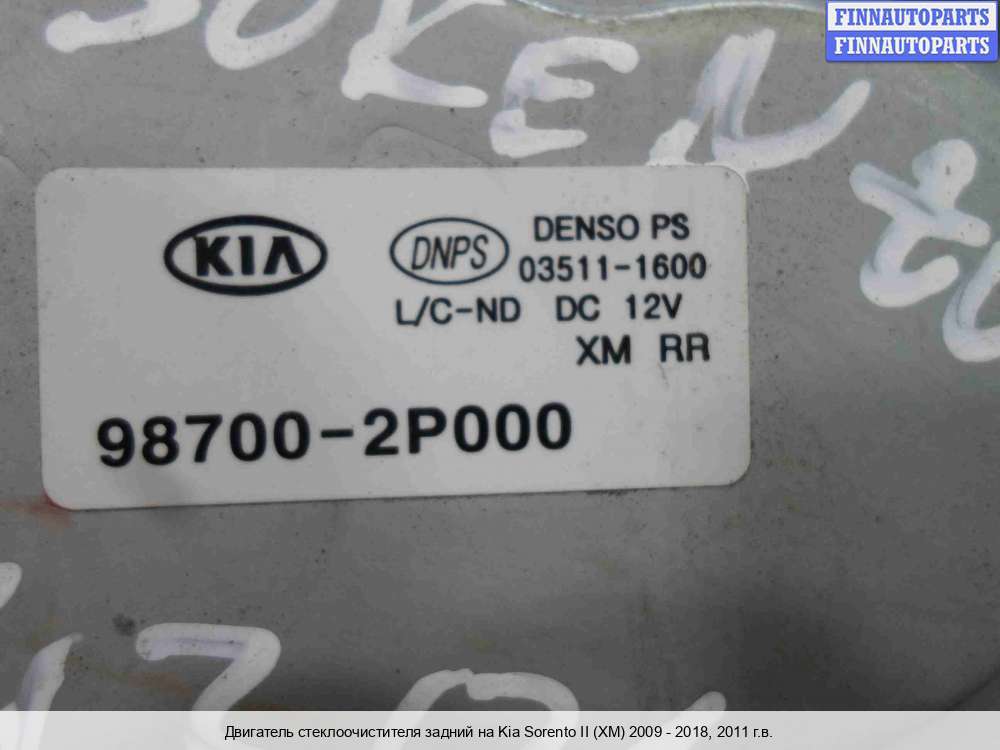 FINNAUTOPARTS
FINNAUTOPARTS
KIA
DNPS
DENSO PS
03511-1600
L/C-ND DC 12V
XM RR
98700-2P000
Двигатель стеклоочистителя задний на Kia Sorento II (XM) 2009 - 2018, 2011 г.в.